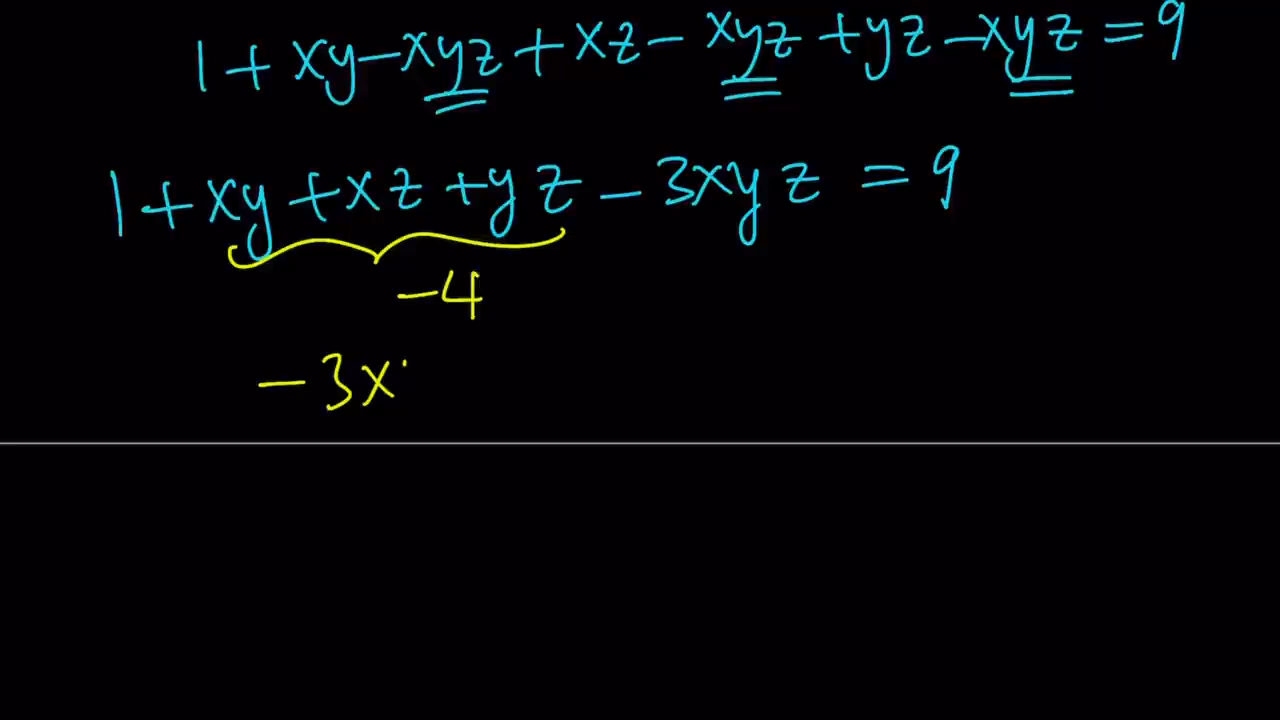 1 + xy - xyz + xz - xyz + yz - xyz = 9
1 + xy + xz + yz - 3xyz = 9
-4
-3x